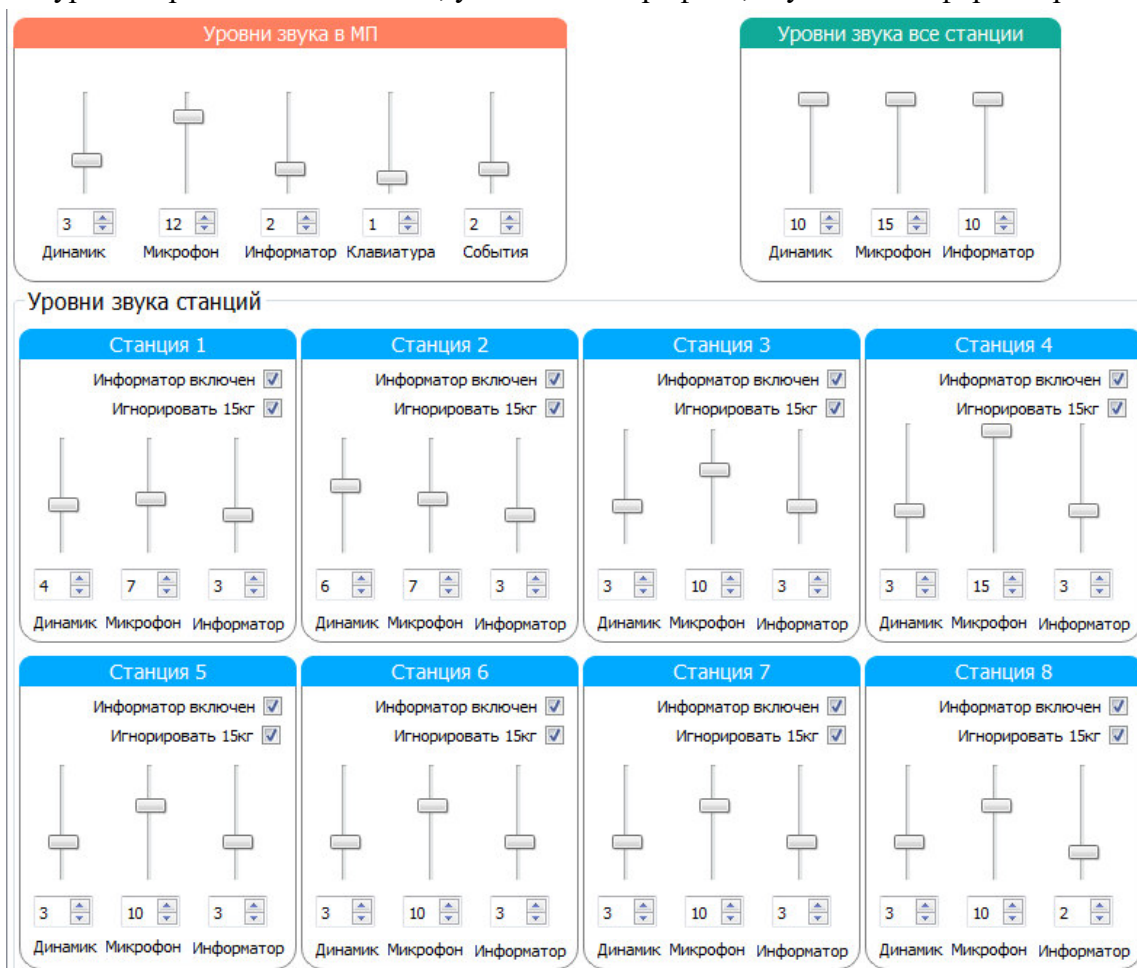 Уровни звука в МП
Уровни звука все станции
3 12 2 1 2
Динамик Микрофон Информатор Клавиатура События
10 15 10
Динамик Микрофон Информатор
Уровни звука станций
Станция 1
Информатор включен
Игнорировать 15кг
4 7 3
Динамик Микрофон Информатор
Станция 2
Информатор включен
Игнорировать 15кг
6 7 3
Динамик Микрофон Информатор
Станция 3
Информатор включен
Игнорировать 15кг
3 10 3
Динамик Микрофон Информатор
Станция 4
Информатор включен
Игнорировать 15кг
3 15 3
Динамик Микрофон Информатор
Станция 5
Информатор включен
Игнорировать 15кг
3 10 3
Динамик Микрофон Информатор
Станция 6
Информатор включен
Игнорировать 15кг
3 10 3
Динамик Микрофон Информатор
Станция 7
Информатор включен
Игнорировать 15кг
3 10 3
Динамик Микрофон Информатор
Станция 8
Информатор включен
Игнорировать 15кг
3 10 2
Динамик Микрофон Информатор